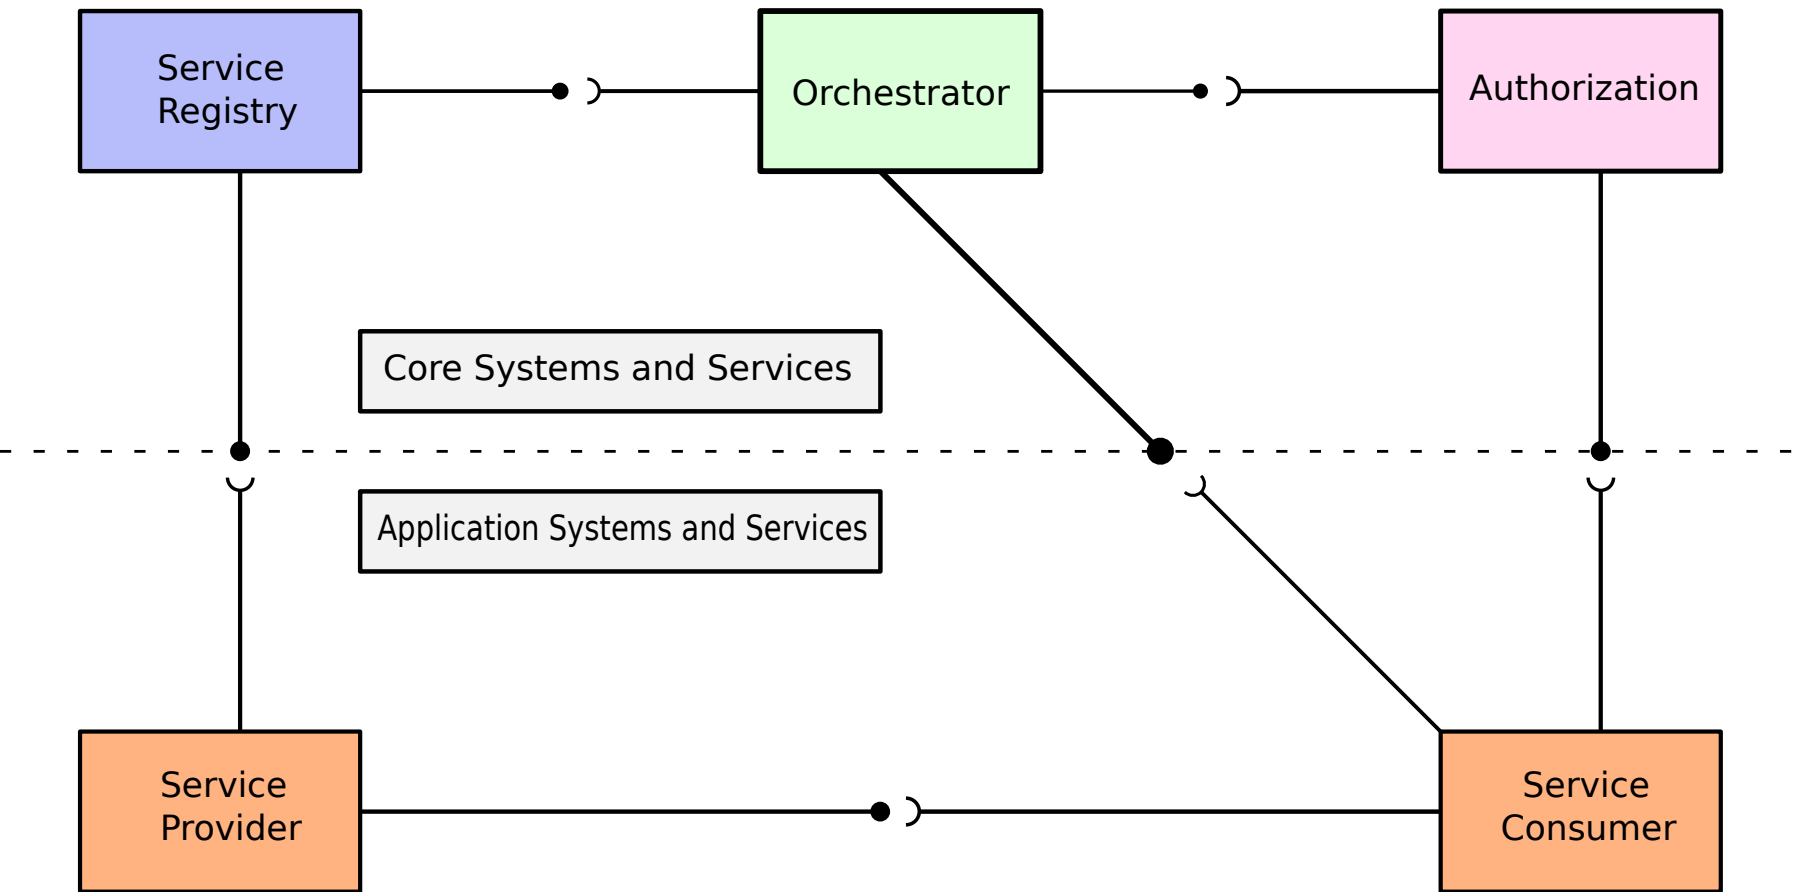 Service
Registry
Orchestrator
Authorization
Core Systems and Services
Application Systems and Services
Service
Provider
Service
Consumer